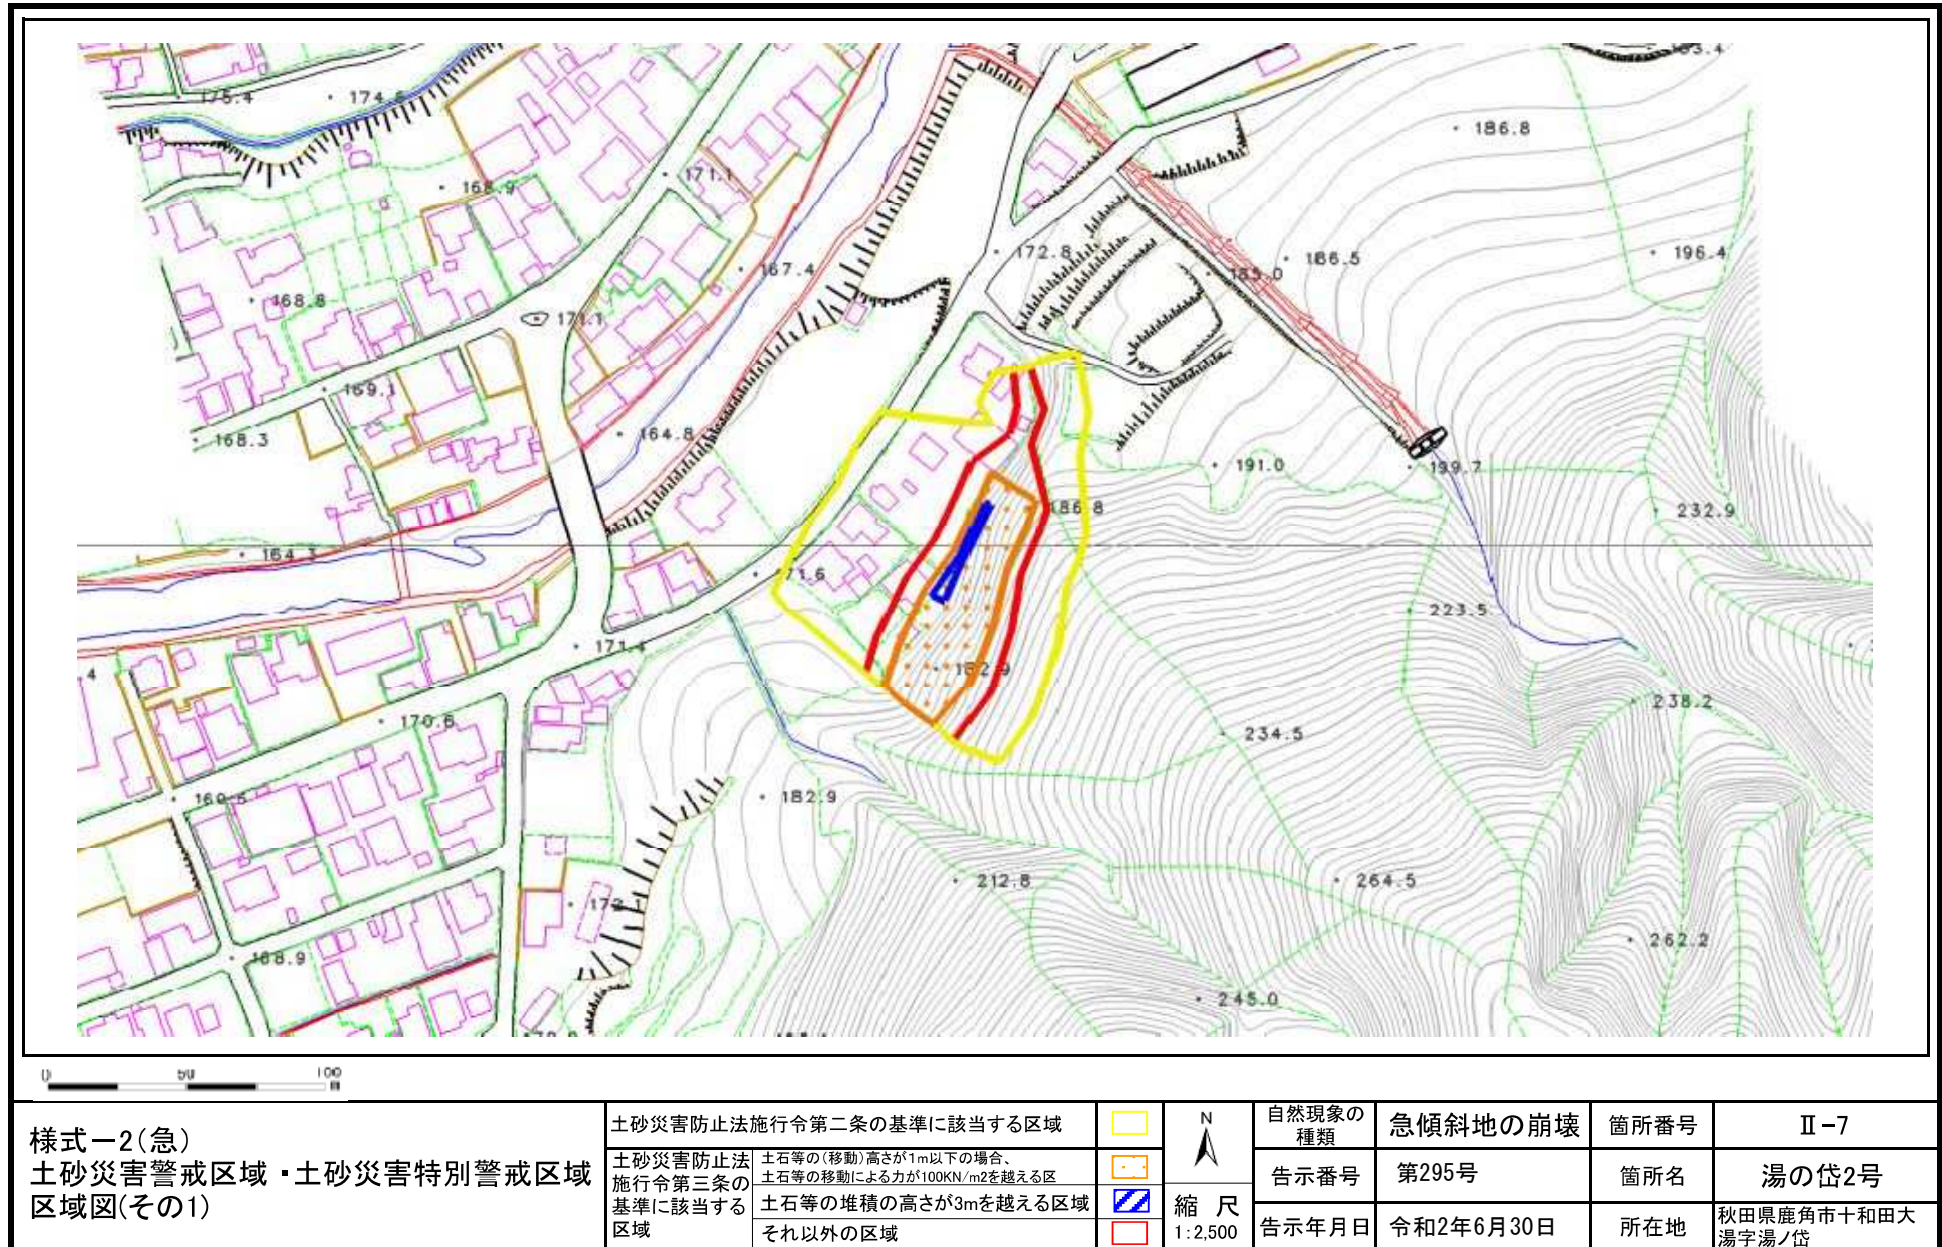 183.4
175.4
174.6
186.8
168.9
171.1
172.8
186.5
196.4
167.4
185.0
168.8
171.1
169.1
168.3
164.8
191.0
199.7
186.8
232.9
164.3
171.6
223.5
171.4
182.9
4
238.2
170.6
234.5
182.9
212.8
264.5
262.2
168.9
245.0
0 50 100
m
様式－2(急)
土砂災害警戒区域・土砂災害特別警戒区域
区域図(その1)
土砂災害防止法施行令第二条の基準に該当する区域
土砂災害防止法
施行令第三条の
基準に該当する
区域
土石等の(移動)高さが1m以下の場合、
土石等の移動による力が100KN/m2を越える区
土石等の堆積の高さが3mを越える区域
それ以外の区域
N
縮 尺
1:2,500
自然現象の
種類
急傾斜地の崩壊
箇所番号
Ⅱ-7
告示番号
第295号
箇所名
湯の岱2号
告示年月日
令和2年6月30日
所在地
秋田県鹿角市十和田大
湯字湯ノ岱